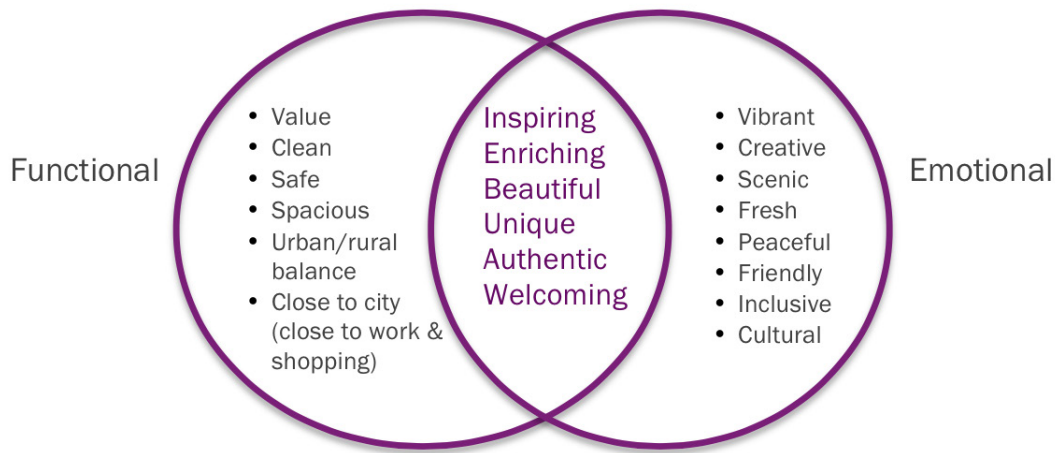 Functional
• Value
• Clean
• Safe
• Spacious
• Urban/rural
balance
• Close to city
(close to work &
shopping)
Inspiring
Enriching
Beautiful
Unique
Authentic
Welcoming
• Vibrant
• Creative
• Scenic
• Fresh
• Peaceful
• Friendly
• Inclusive
• Cultural
Emotional